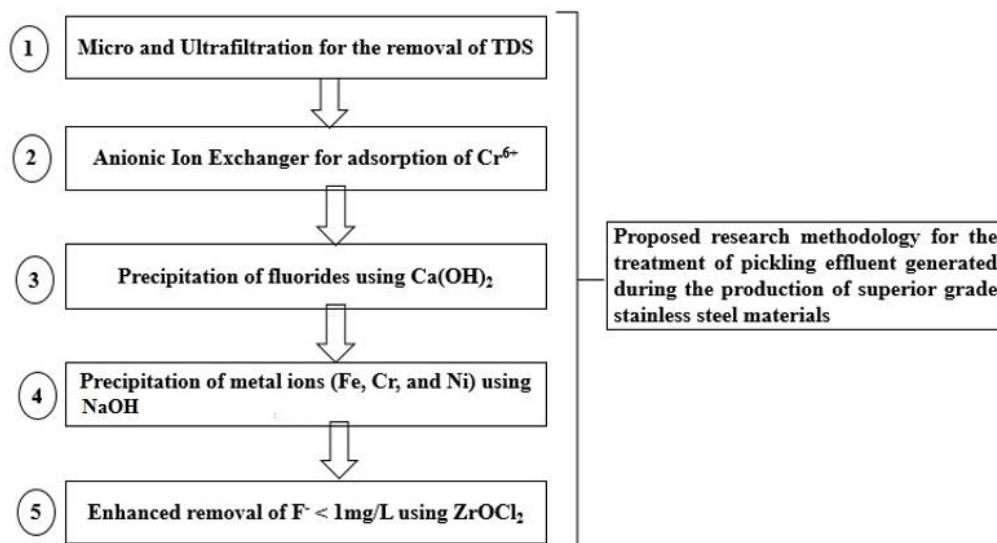 1
Micro and Ultrafiltration for the removal of TDS
2
Anionic Ion Exchanger for adsorption of Cr⁶⁺
3
Precipitation of fluorides using Ca(OH)₂
4
Precipitation of metal ions (Fe, Cr, and Ni) using
NaOH
5
Enhanced removal of F⁻ < 1mg/L using ZrOCl₂
Proposed research methodology for the
treatment of pickling effluent generated
during the production of superior grade
stainless steel materials